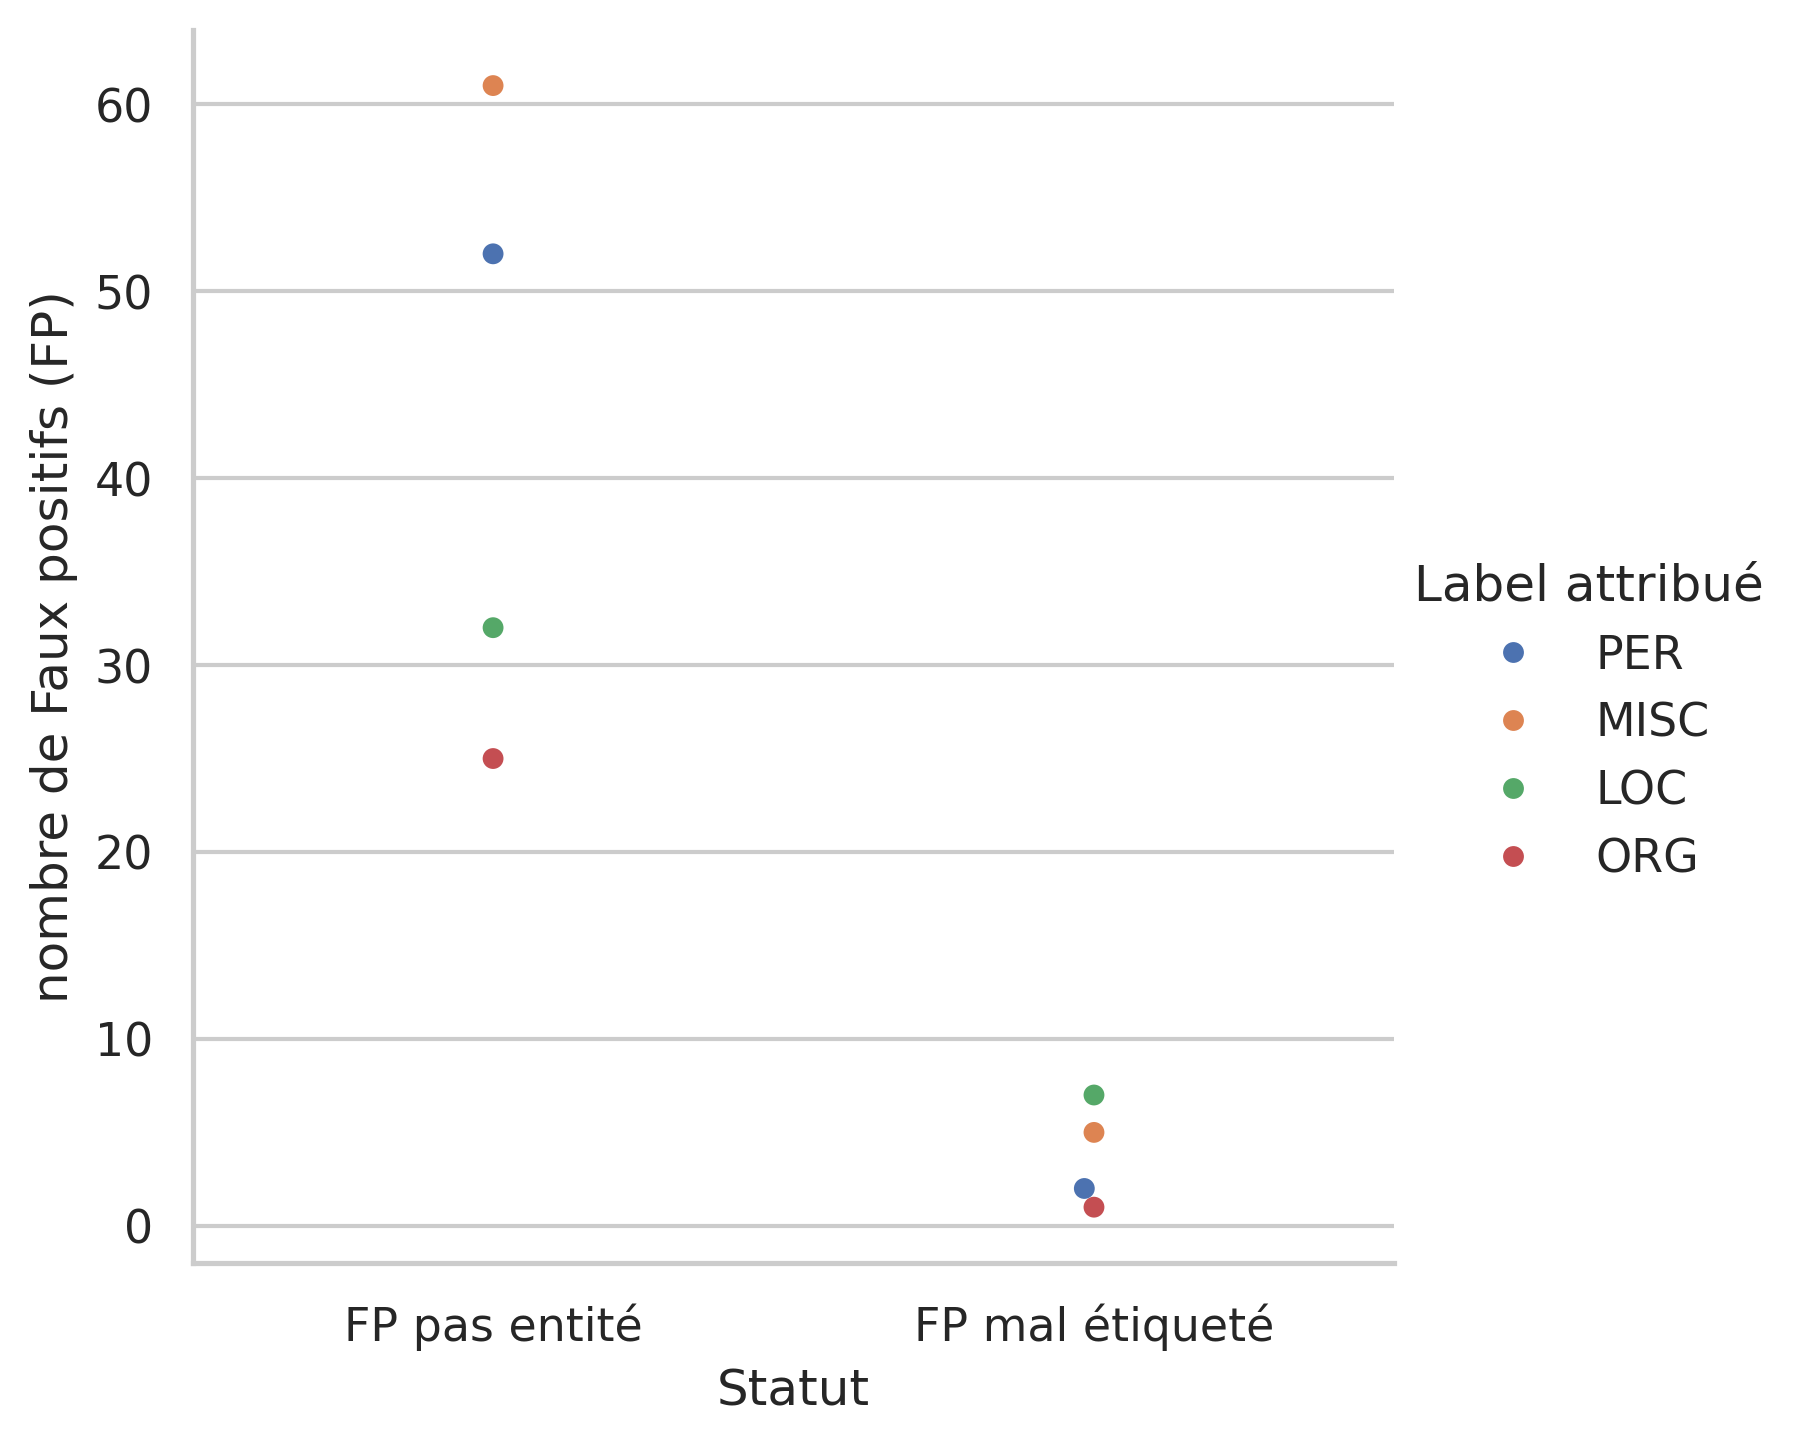 nombre de Faux positifs (FP)
60
50
40
30
20
10
0
FP pas entité
FP mal étiqueté
Statut
Label attribué
PER
MISC
LOC
ORG